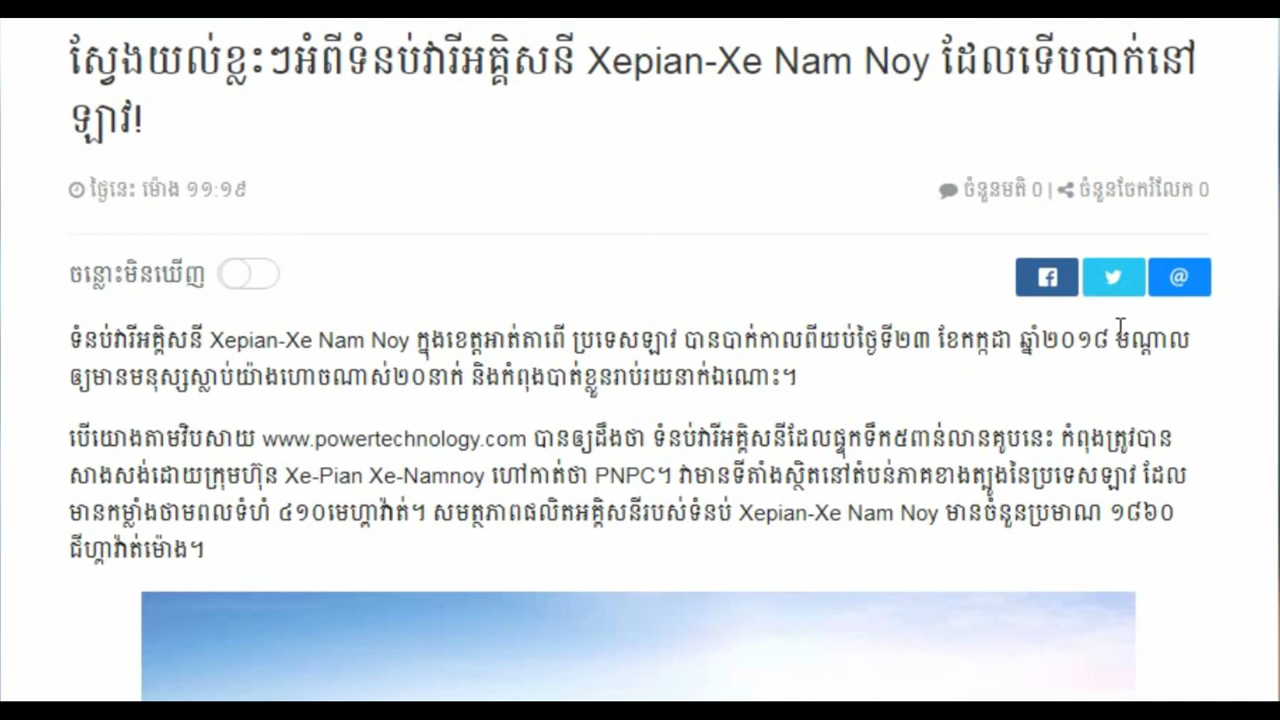 ស្វែងយល់ខ្លះៗអំពីទំនប់វារីអគ្គិសនី Xepian-Xe Nam Noy ដែលទើបបាក់នៅ
ឡាវ!
ថ្ងៃនេះ ម៉ោង ១១:១៩
ចំនួនមតិ 0 | ចំនួនចែករំលែក 0
ចន្លោះមិនឃើញ
@
ទំនប់វារីអគ្គិសនី Xepian-Xe Nam Noy ក្នុងខេត្តអាត់តាពើ ប្រទេសឡាវ បានបាក់កាលពីយប់ថ្ងៃទី២៣ ខែកក្កដា ឆ្នាំ២០១៨ បណ្ដាល
ឲ្យមានមនុស្សស្លាប់យ៉ាងហោចណាស់២០នាក់ និងកំពុងបាត់ខ្លួនរាប់រយនាក់ឯណោះ។
បើយោងតាមវិបសាយ www.powertechnology.com បានឲ្យដឹងថា ទំនប់វារីអគ្គិសនីដែលផ្ទុកទឹក៥ពាន់លានគូបនេះ កំពុងត្រូវបាន
សាងសង់ដោយក្រុមហ៊ុន Xe-Pian Xe-Namnoy ហៅកាត់ថា PNPC។ វាមានទីតាំងស្ថិតនៅតំបន់ភាគខាងត្បូងនៃប្រទេសឡាវ ដែល
មានកម្លាំងថាមពលទំហំ ៤១០មេហ្គាវ៉ាត់។ សមត្ថភាពផលិតអគ្គិសនីរបស់ទំនប់ Xepian-Xe Nam Noy មានចំនួនប្រមាណ ១៨៦០
ជីហ្គាវ៉ាត់ម៉ោង។